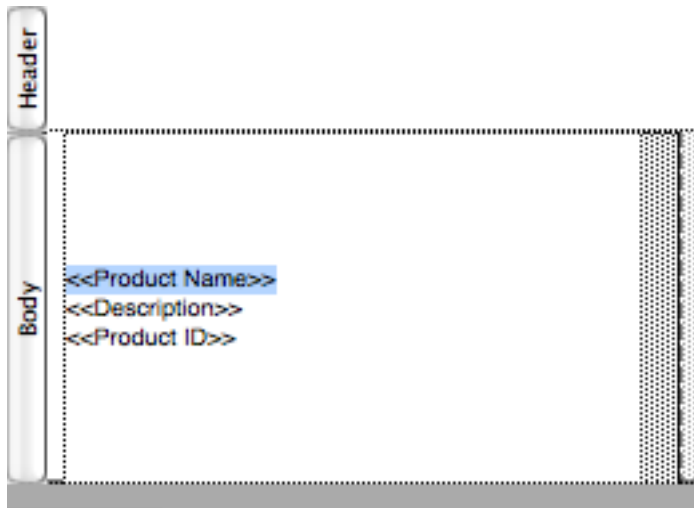 Header
Body
<<Product Name>>
<<Description>>
<<Product ID>>